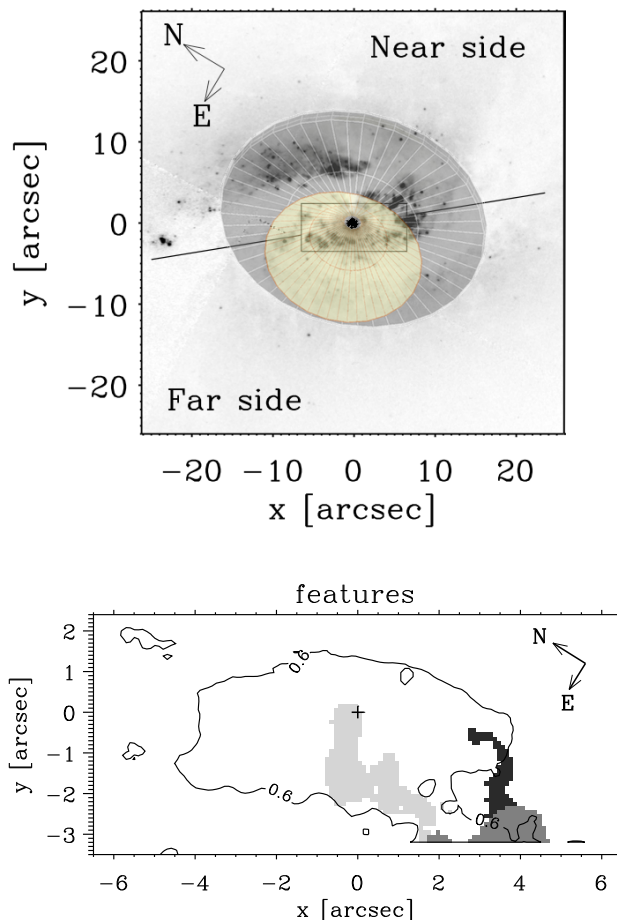 N
Near side
E
20
10
0
−10
−20
y [arcsec]
Far side
−20 −10 0 10 20
x [arcsec]
features
2
1
0
−1
−2
−3
y [arcsec]
N
E
0.6
0.6
0.6
−6 −4 −2 0 2 4 6
x [arcsec]